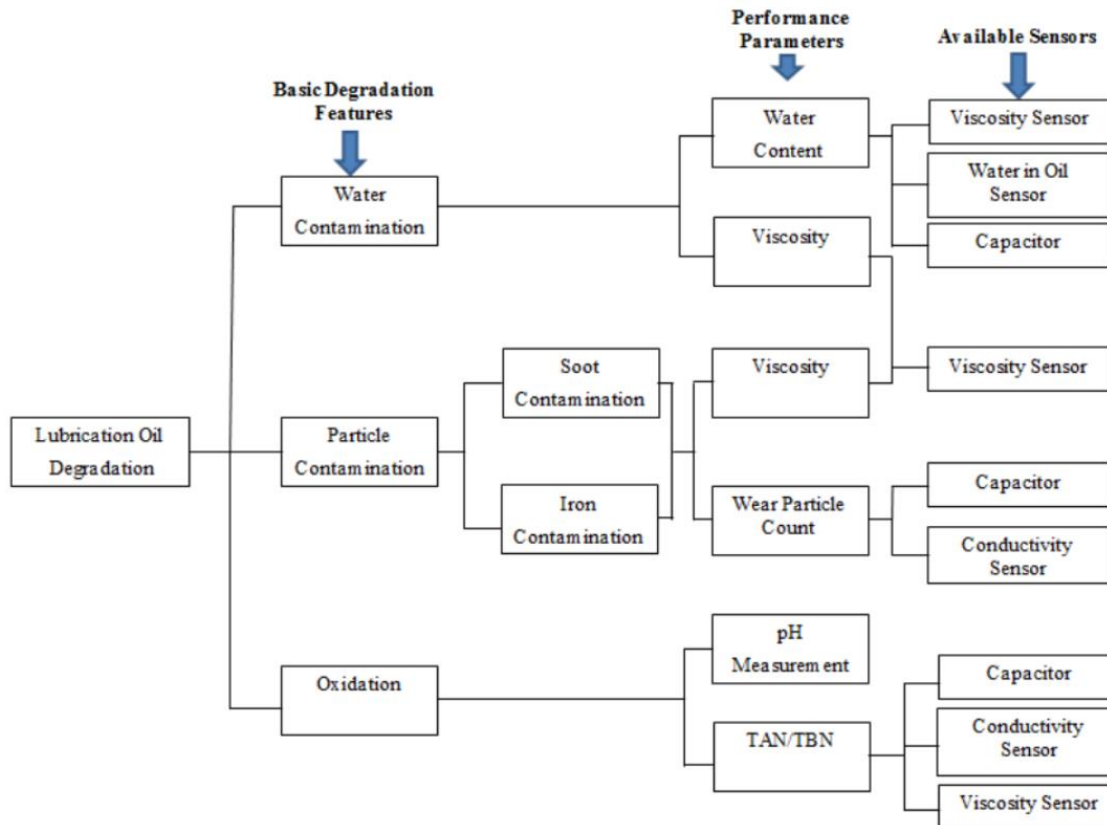 Performance
Parameters
Available Sensors
Basic Degradation
Features
Water
Content
Viscosity Sensor
Water in Oil
Sensor
Capacitor
Water
Contamination
Viscosity
Soot
Contamination
Viscosity
Viscosity Sensor
Lubrication Oil
Degradation
Particle
Contamination
Iron
Contamination
Wear Particle
Count
Capacitor
Conductivity
Sensor
pH
Measurement
Oxidation
TAN/TBN
Capacitor
Conductivity
Sensor
Viscosity Sensor